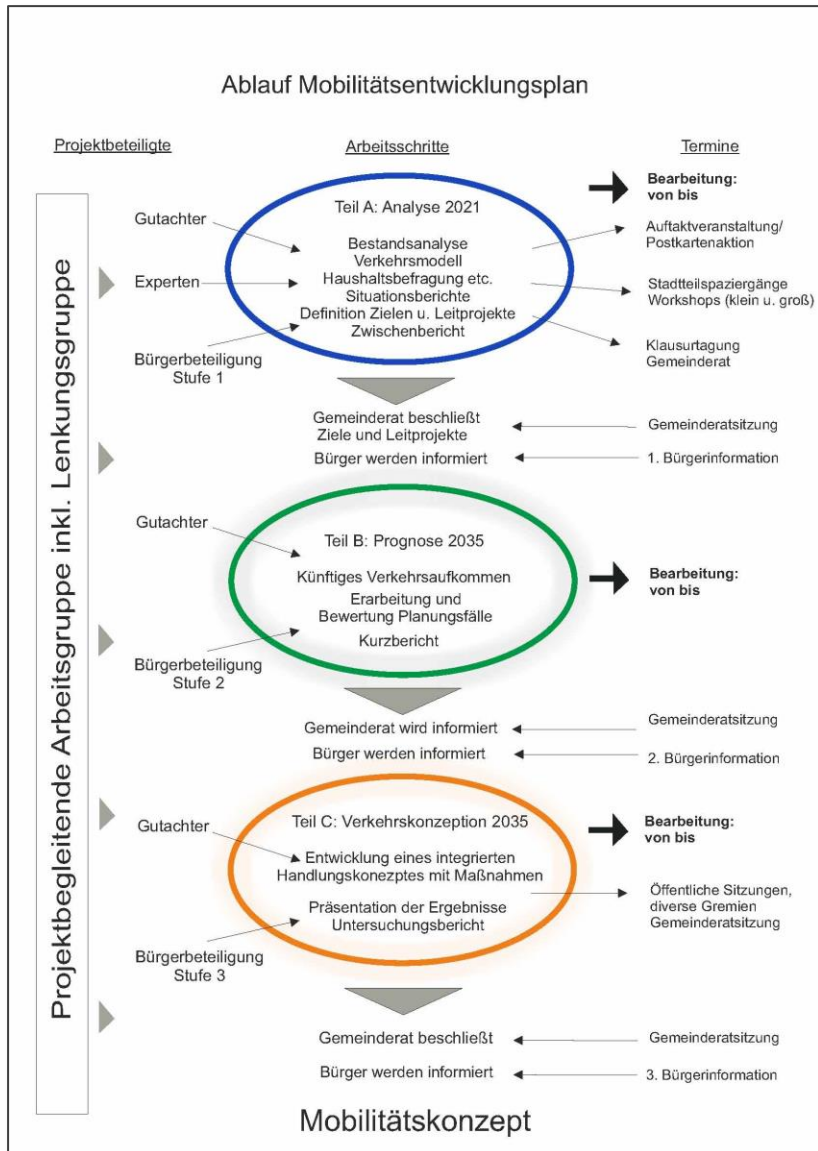 Ablauf Mobilitätsentwicklungsplan
Projektbeteiligte
Arbeitsschritte
Termine
Projektbegleitende Arbeitsgruppe inkl. Lenkungsgruppe
Gutachter
Experten
Bürgerbeteiligung
Stufe 1
Teil A: Analyse 2021
Bestandsanalyse
Verkehrsmodell
Haushaltsbefragung etc.
Situationsberichte
Definition Zielen u. Leitprojekte
Zwischenbericht
Bearbeitung:
von bis
Auftaktveranstaltung/
Postkartenaktion
Stadtteilspaziergänge
Workshops (klein u. groß)
Klausurtagung
Gemeinderat
Gemeinderat beschließt
Ziele und Leitprojekte
Gemeinderatsitzung
Bürger werden informiert
1. Bürgerinformation
Gutachter
Bürgerbeteiligung
Stufe 2
Teil B: Prognose 2035
Künftiges Verkehrsaufkommen
Erarbeitung und
Bewertung Planungsfälle
Kurzbericht
Bearbeitung:
von bis
Gemeinderat wird informiert
Gemeinderatsitzung
Bürger werden informiert
2. Bürgerinformation
Gutachter
Bürgerbeteiligung
Stufe 3
Teil C: Verkehrskonzeption 2035
Entwicklung eines integrierten
Handlungskonezptes mit Maßnahmen
Präsentation der Ergebnisse
Untersuchungsbericht
Bearbeitung:
von bis
Öffentliche Sitzungen,
diverse Gremien
Gemeinderatsitzung
Gemeinderat beschließt
Gemeinderatsitzung
Bürger werden informiert
3. Bürgerinformation
Mobilitätskonzept